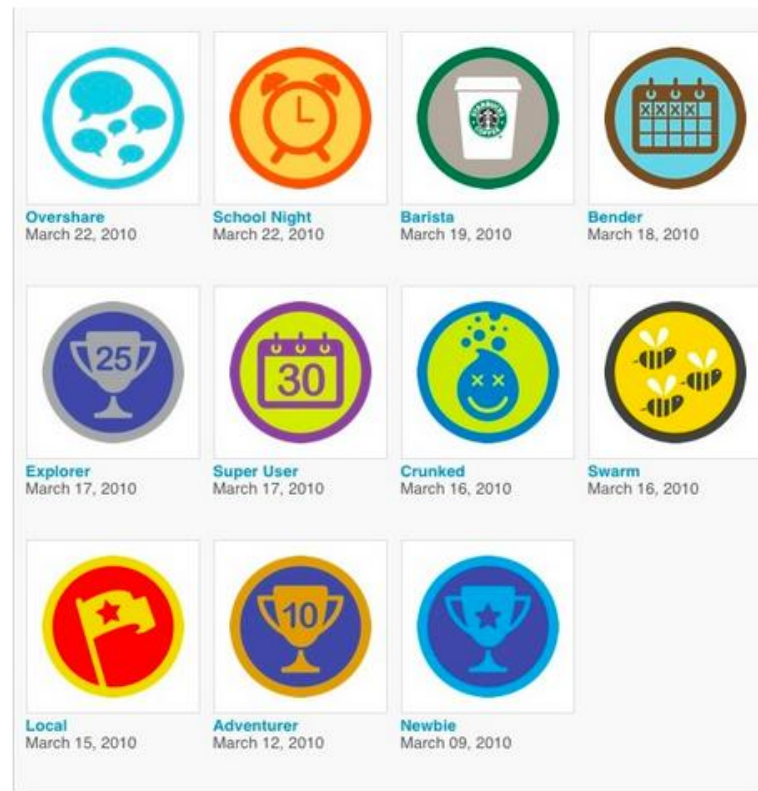 STARBUCKS
COFFEE
Overshare
March 22, 2010
School Night
March 22, 2010
Barista
March 19, 2010
Bender
March 18, 2010
25
30
Explorer
March 17, 2010
Super User
March 17, 2010
Crunked
March 16, 2010
Swarm
March 16, 2010
10
Local
March 15, 2010
Adventurer
March 12, 2010
Newbie
March 09, 2010